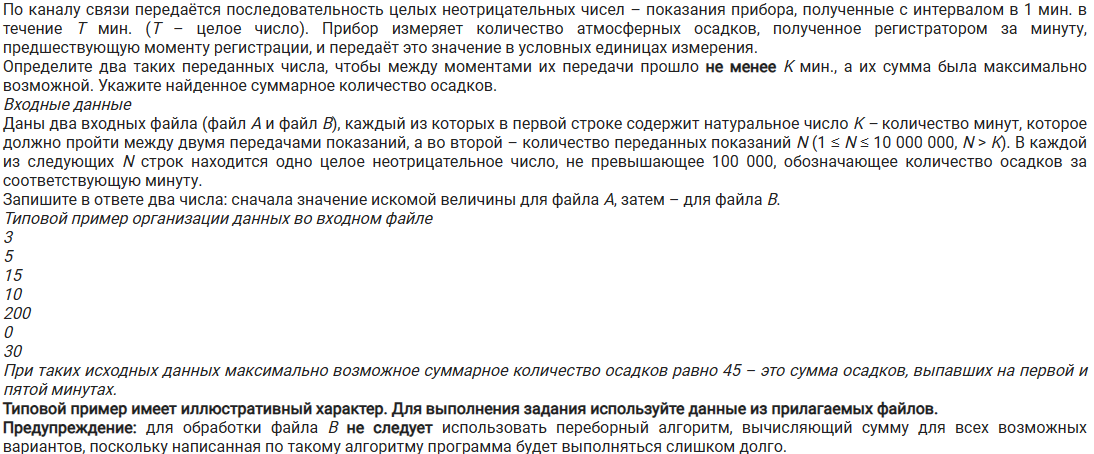 По каналу связи передаётся последовательность целых неотрицательных чисел – показания прибора, полученные с интервалом в 1 мин. в
течение T мин. (T – целое число). Прибор измеряет количество атмосферных осадков, полученное регистратором за минуту,
предшествующую моменту регистрации, и передаёт это значение в условных единицах измерения.
Определите два таких переданных числа, чтобы между моментами их передачи прошло не менее K мин., а их сумма была максимально
возможной. Укажите найденное суммарное количество осадков.
Входные данные
Даны два входных файла (файл A и файл B), каждый из которых в первой строке содержит натуральное число K – количество минут, которое
должно пройти между двумя передачами показаний, а во второй – количество переданных показаний N (1 ≤ N ≤ 10 000 000, N > K). В каждой
из следующих N строк находится одно целое неотрицательное число, не превышающее 100 000, обозначающее количество осадков за
соответствующую минуту.
Запишите в ответе два числа: сначала значение искомой величины для файла A, затем – для файла B.
Типовой пример организации данных во входном файле
3
5
15
10
200
0
30
При таких исходных данных максимально возможное суммарное количество осадков равно 45 – это сумма осадков, выпавших на первой и
пятой минутах.
Типовой пример имеет иллюстративный характер. Для выполнения задания используйте данные из прилагаемых файлов.
Предупреждение: для обработки файла B не следует использовать переборный алгоритм, вычисляющий сумму для всех возможных
вариантов, поскольку написанная по такому алгоритму программа будет выполняться слишком долго.